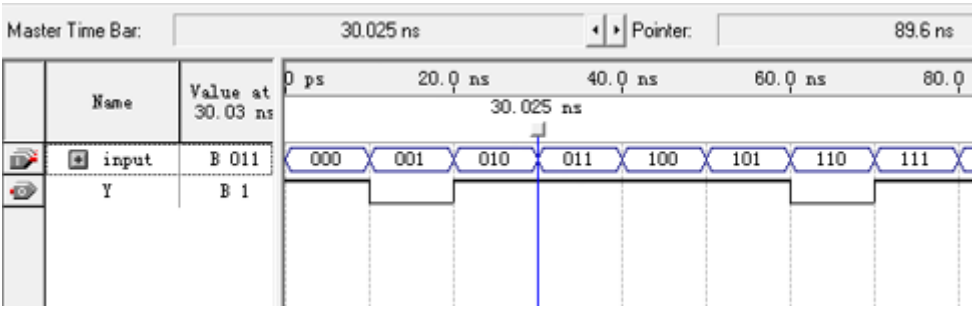 Master Time Bar: 30.025 ns Pointer: 89.6 ns
Name Value at 30.03 ns 0 ps 20.0 ns 40.0 ns 60.0 ns 80.0
30.025 ns
input B 011 000 001 010 011 100 101 110 111
Y B 1